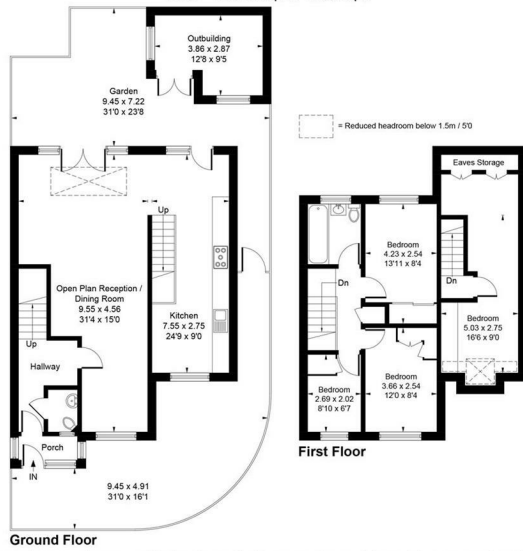 Outbuilding
3.86 x 2.87
12'8 x 9'5
Garden
9.45 x 7.22
31'0 x 23'8
= Reduced headroom below 1.5m / 5'0
Up
Open Plan Reception /
Dining Room
9.55 x 4.56
31'4 x 15'0
Kitchen
7.55 x 2.75
24'9 x 9'0
Up
Hallway
Porch
IN
9.45 x 4.91
31'0 x 16'1
Ground Floor
Eaves Storage
Bedroom
4.23 x 2.54
13'11 x 8'4
Dn
Dn
Bedroom
5.03 x 2.75
16'6 x 9'0
Bedroom
2.69 x 2.02
8'10 x 6'7
Bedroom
3.66 x 2.54
12'0 x 8'4
First Floor